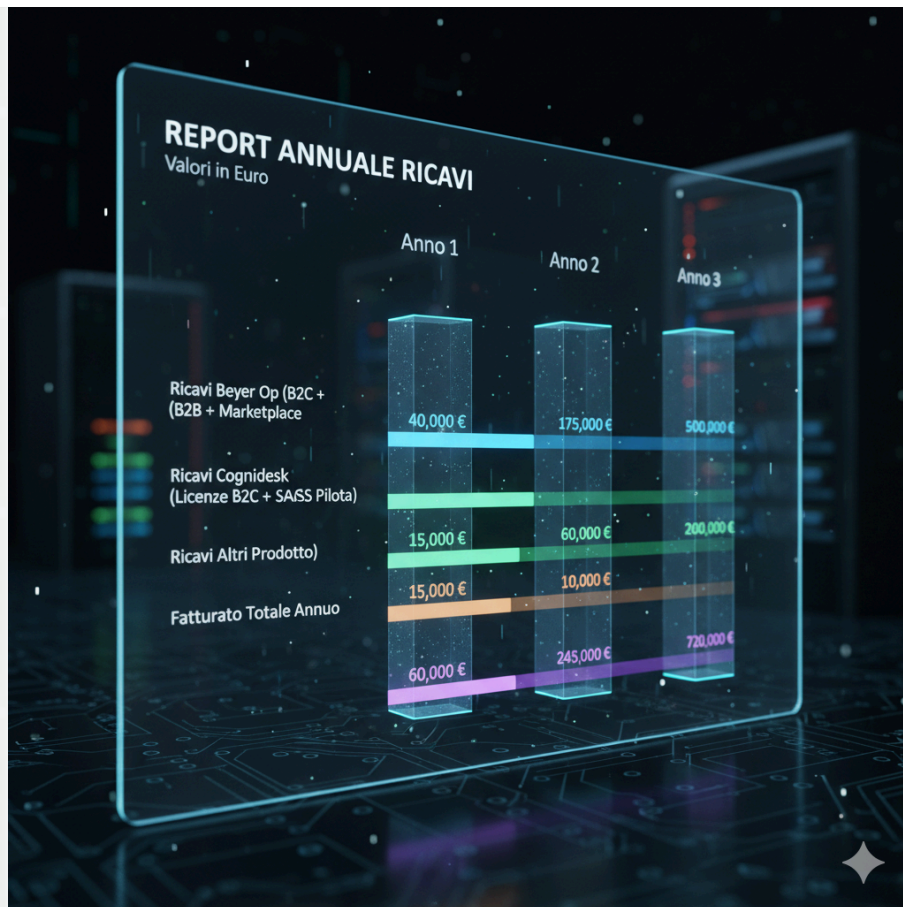 REPORT ANNUALE RICAVI
Valori in Euro
Anno 1
Anno 2
Anno 3
Ricavi Beyer Op (B2C +
(B2B + Marketplace
40,000 €
175,000 €
500,000 €
Ricavi Cognidesk
(Licenze B2C + SA/SS Pilota)
15,000 €
60,000 €
200,000 €
Ricavi Altri Prodotto)
15,000 €
10,000 €
Fatturato Totale Annuo
60,000 €
245,000 €
720,000 €